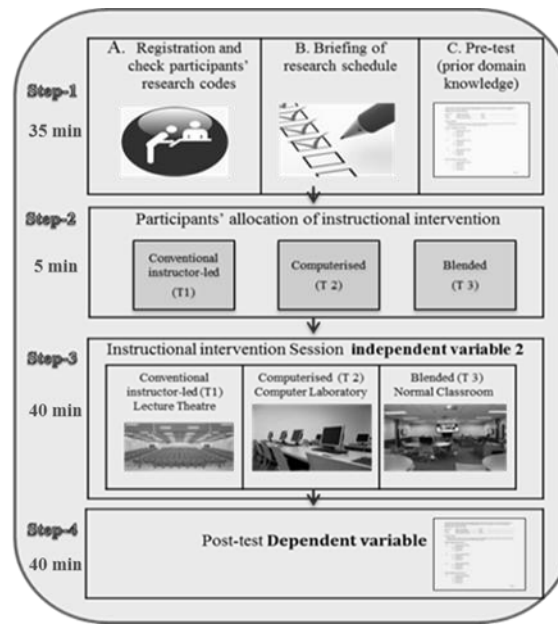 Step-1
35 min
A. Registration and
check participants'
research codes
B. Briefing of
research schedule
C. Pre-test
(prior domain
knowledge)
Step-2
5 min
Participants' allocation of instructional intervention
Conventional
instructor-led
(T1)
Computerised
(T 2)
Blended
(T 3)
Step-3
40 min
Instructional intervention Session independent variable 2
Conventional
instructor-led (T1)
Lecture Theatre
Computerised (T 2)
Computer Laboratory
Blended (T 3)
Normal Classroom
Step-4
40 min
Post-test Dependent variable